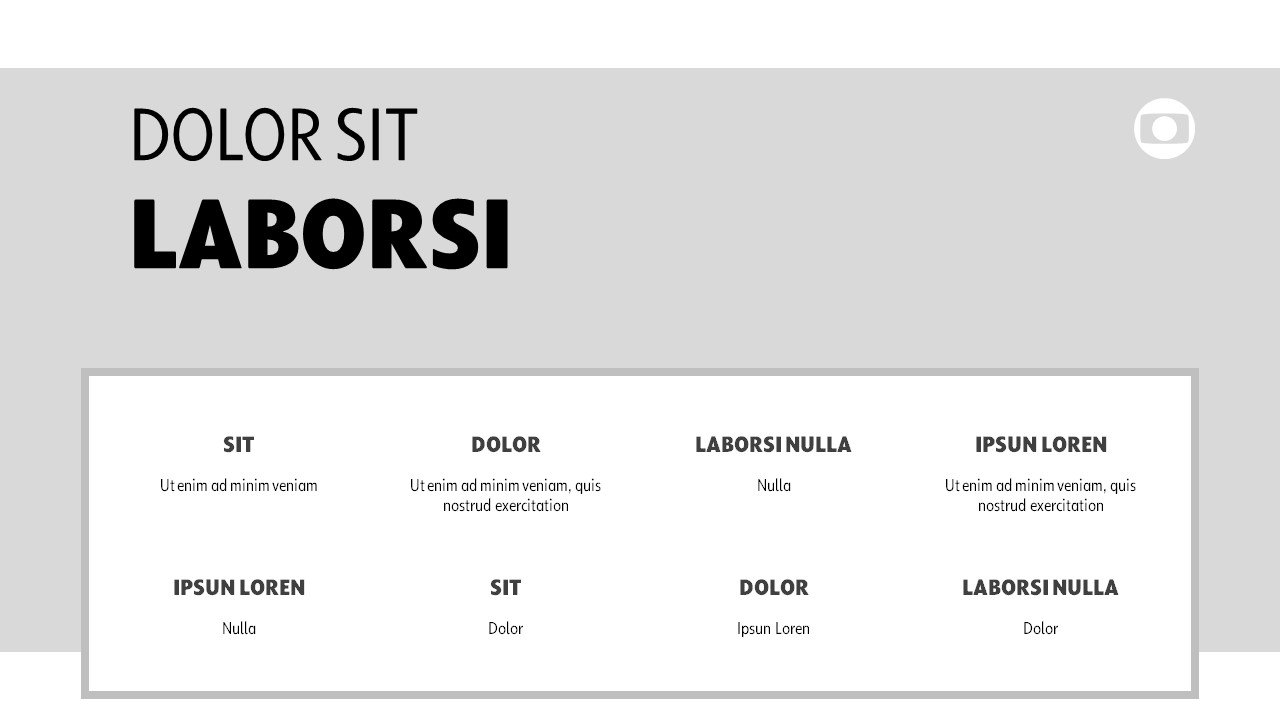 DOLOR SIT
LABORSI
SIT
Ut enim ad minim veniam
DOLOR
Ut enim ad minim veniam, quis
nostrud exercitation
LABORSI NULLA
Nulla
IPSUN LOREN
Ut enim ad minim veniam, quis
nostrud exercitation
IPSUN LOREN
Nulla
SIT
Dolor
DOLOR
Ipsun Loren
LABORSI NULLA
Dolor